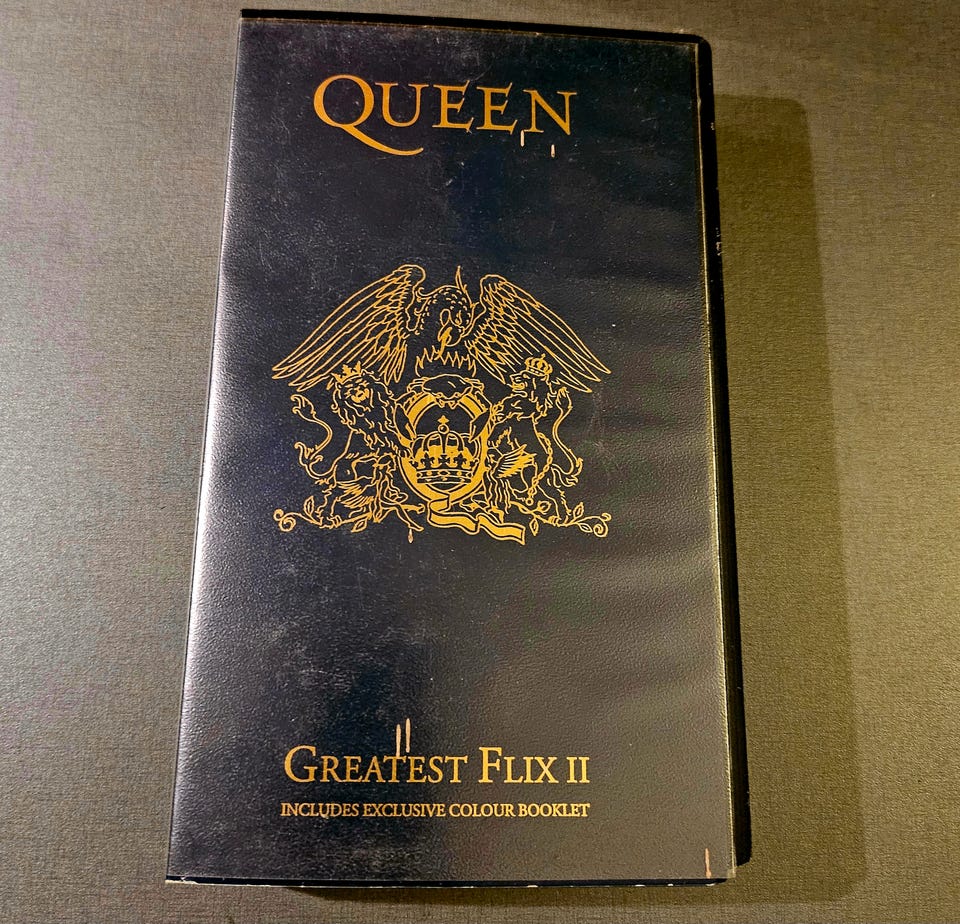 QUEEN
GREATEST FLIX II
INCLUDES EXCLUSIVE COLOUR BOOKLET